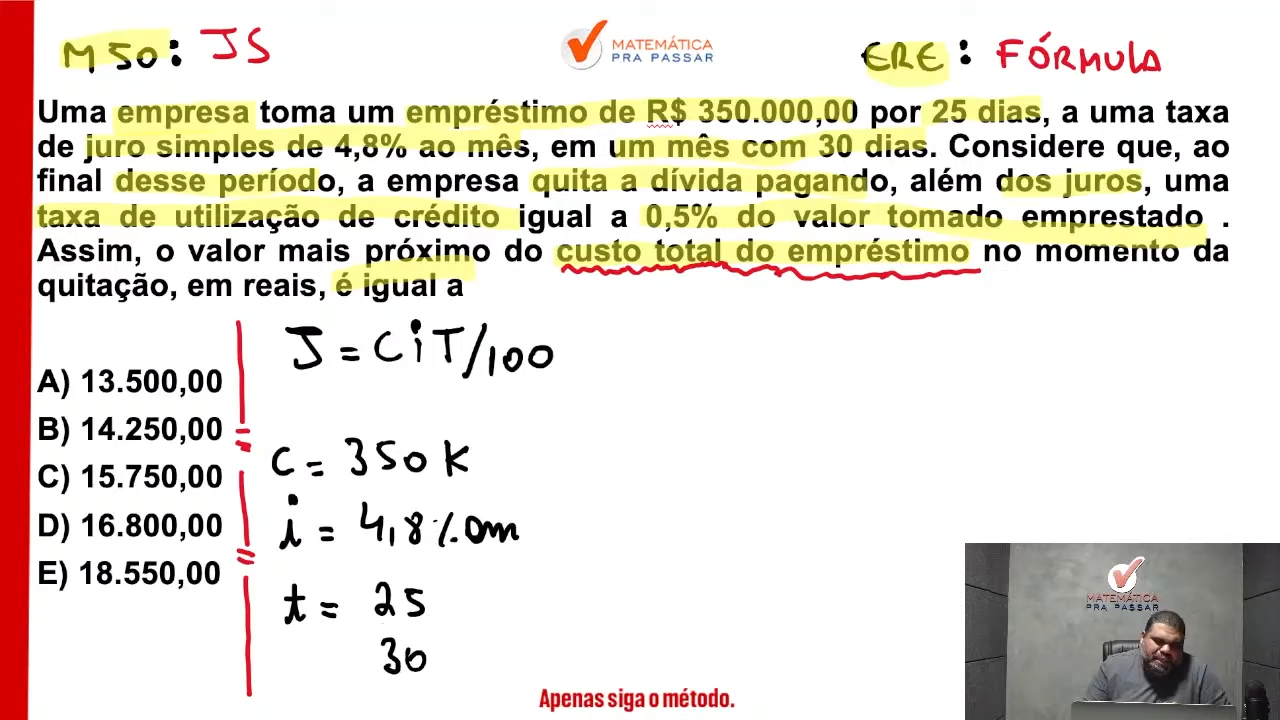 M50: JS
MATEMÁTICA
PRA PASSAR
ERE: FÓRMULA
Uma empresa toma um empréstimo de R$ 350.000,00 por 25 dias, a uma taxa
de juro simples de 4,8% ao mês, em um mês com 30 dias. Considere que, ao
final desse período, a empresa quita a dívida pagando, além dos juros, uma
taxa de utilização de crédito igual a 0,5% do valor tomado emprestado .
Assim, o valor mais próximo do custo total do empréstimo no momento da
quitação, em reais, é igual a
A) 13.500,00
B) 14.250,00
C) 15.750,00
D) 16.800,00
E) 18.550,00
J = CiT/100
C = 350K
i = 4,8%.am
t = 25
30
MATEMÁTICA
PRA PASSAR
Apenas siga o método.